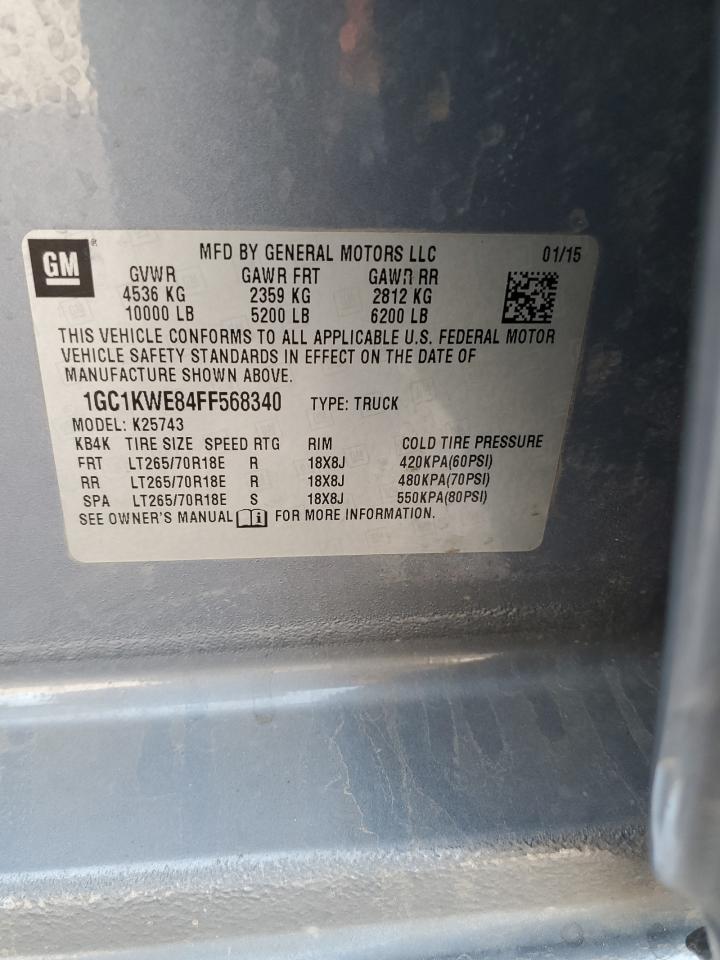 GM
MFD BY GENERAL MOTORS LLC 01/15
GVWR GAWR FRT GAWR RR
4536 KG 2359 KG 2812 KG
10000 LB 5200 LB 6200 LB
THIS VEHICLE CONFORMS TO ALL APPLICABLE U.S. FEDERAL MOTOR
VEHICLE SAFETY STANDARDS IN EFFECT ON THE DATE OF
MANUFACTURE SHOWN ABOVE.
1GC1KWE84FF568340 TYPE: TRUCK
MODEL: K25743
KB4K TIRE SIZE SPEED RTG RIM COLD TIRE PRESSURE
FRT LT265/70R18E R 18X8J 420KPA(60PSI)
RR LT265/70R18E R 18X8J 480KPA(70PSI)
SPA LT265/70R18E S 18X8J 550KPA(80PSI)
SEE OWNER'S MANUAL i FOR MORE INFORMATION.